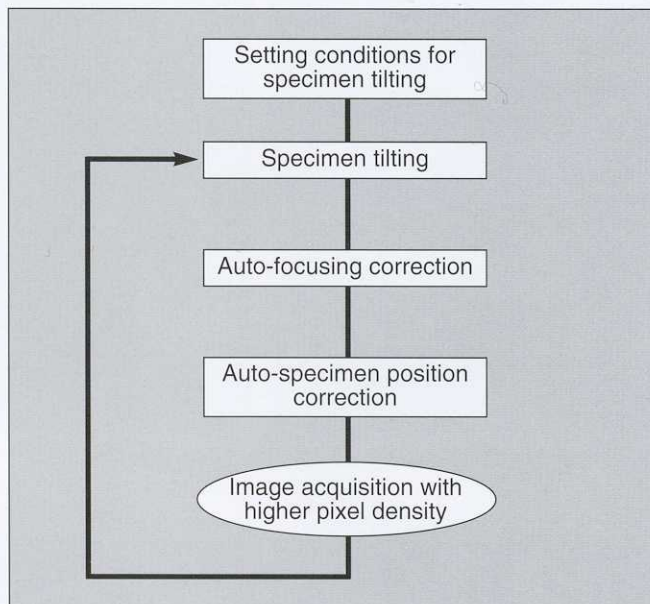 Setting conditions for
specimen tilting
Specimen tilting
Auto-focusing correction
Auto-specimen position
correction
Image acquisition with
higher pixel density